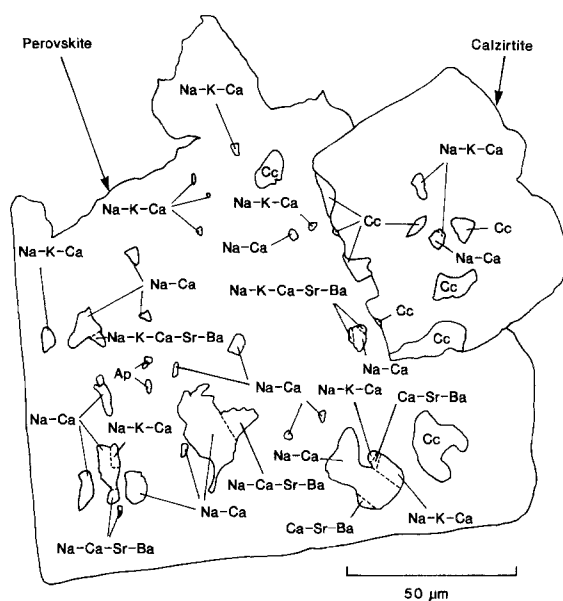 Perovskite
Calzirtite
Na–K–Ca
Na–K–Ca
Cc
Na–K–Ca
Na–K–Ca
Cc
Cc
Na–K–Ca
Na–Ca
Na–Ca
Na–Ca
Cc
Na–K–Ca–Sr–Ba
Cc
Na–K–Ca–Sr–Ba
Cc
Ap
Na–Ca
Na–Ca
Na–K–Ca
Ca–Sr–Ba
Na–Ca
Na–K–Ca
Cc
Na–Ca
Na–Ca–Sr–Ba
Na–Ca
Ca–Sr–Ba
Na–K–Ca
Na–Ca–Sr–Ba
50 µm